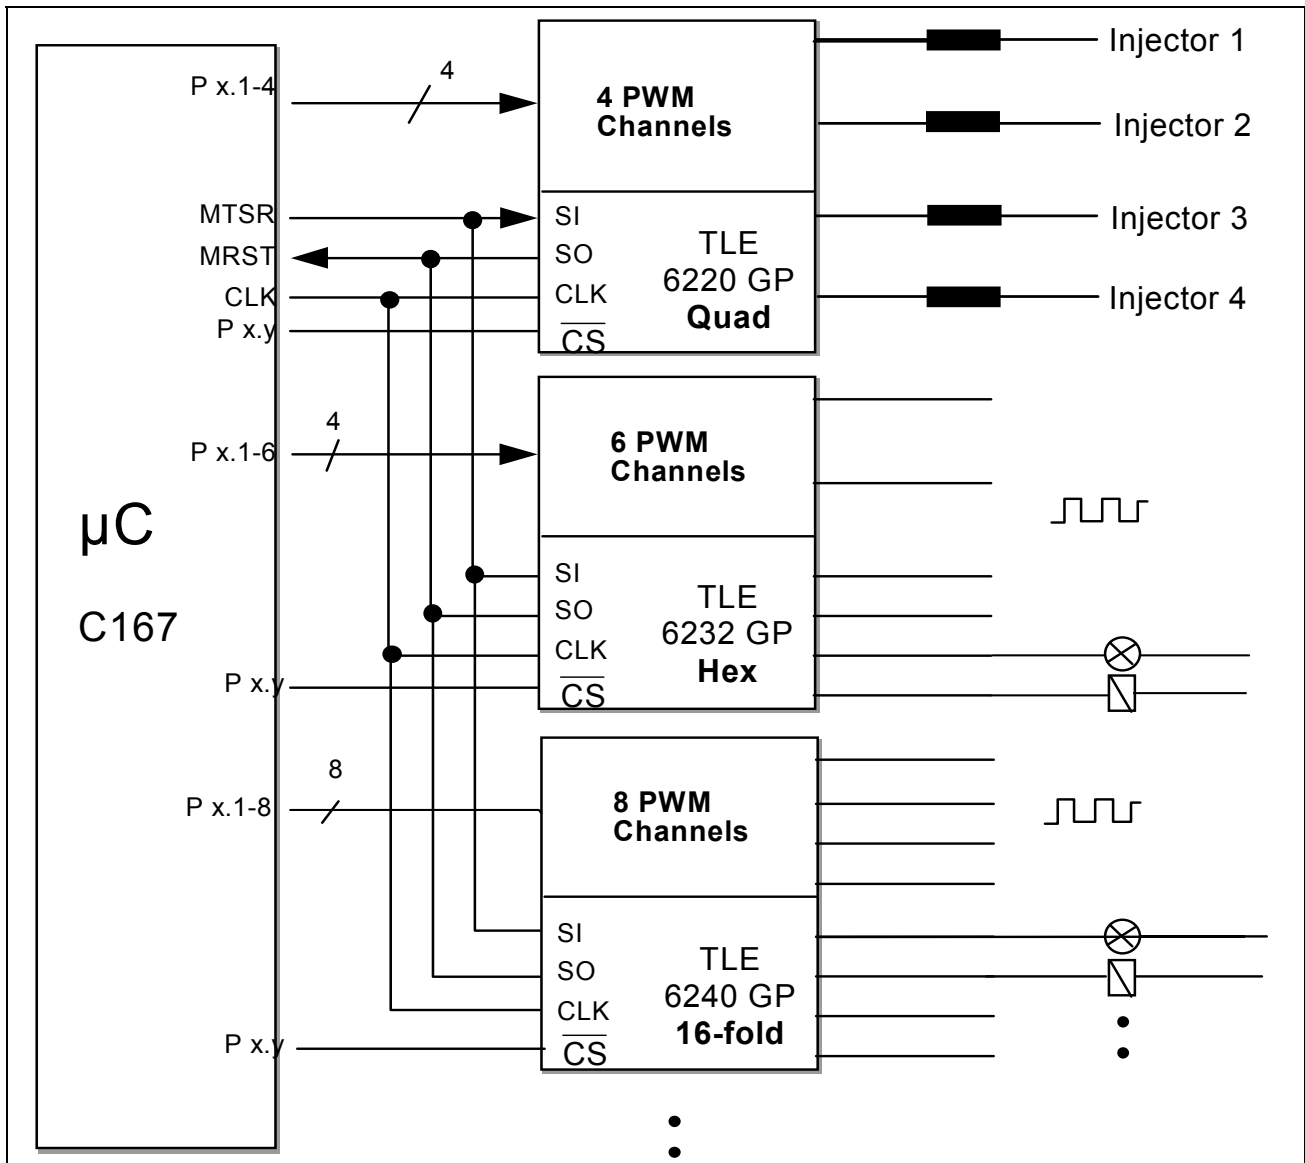 P x.1-4
4
4 PWM
Channels
Injector 1
Injector 2
MTSR
MRST
CLK
P x.y
SI
SO
CLK
CS
TLE
6220 GP
Quad
Injector 3
Injector 4
P x.1-6
4
6 PWM
Channels
µC
C167
SI
SO
CLK
CS
TLE
6232 GP
Hex
P x.y
P x.1-8
8
8 PWM
Channels
SI
SO
CLK
CS
TLE
6240 GP
16-fold
P x.y